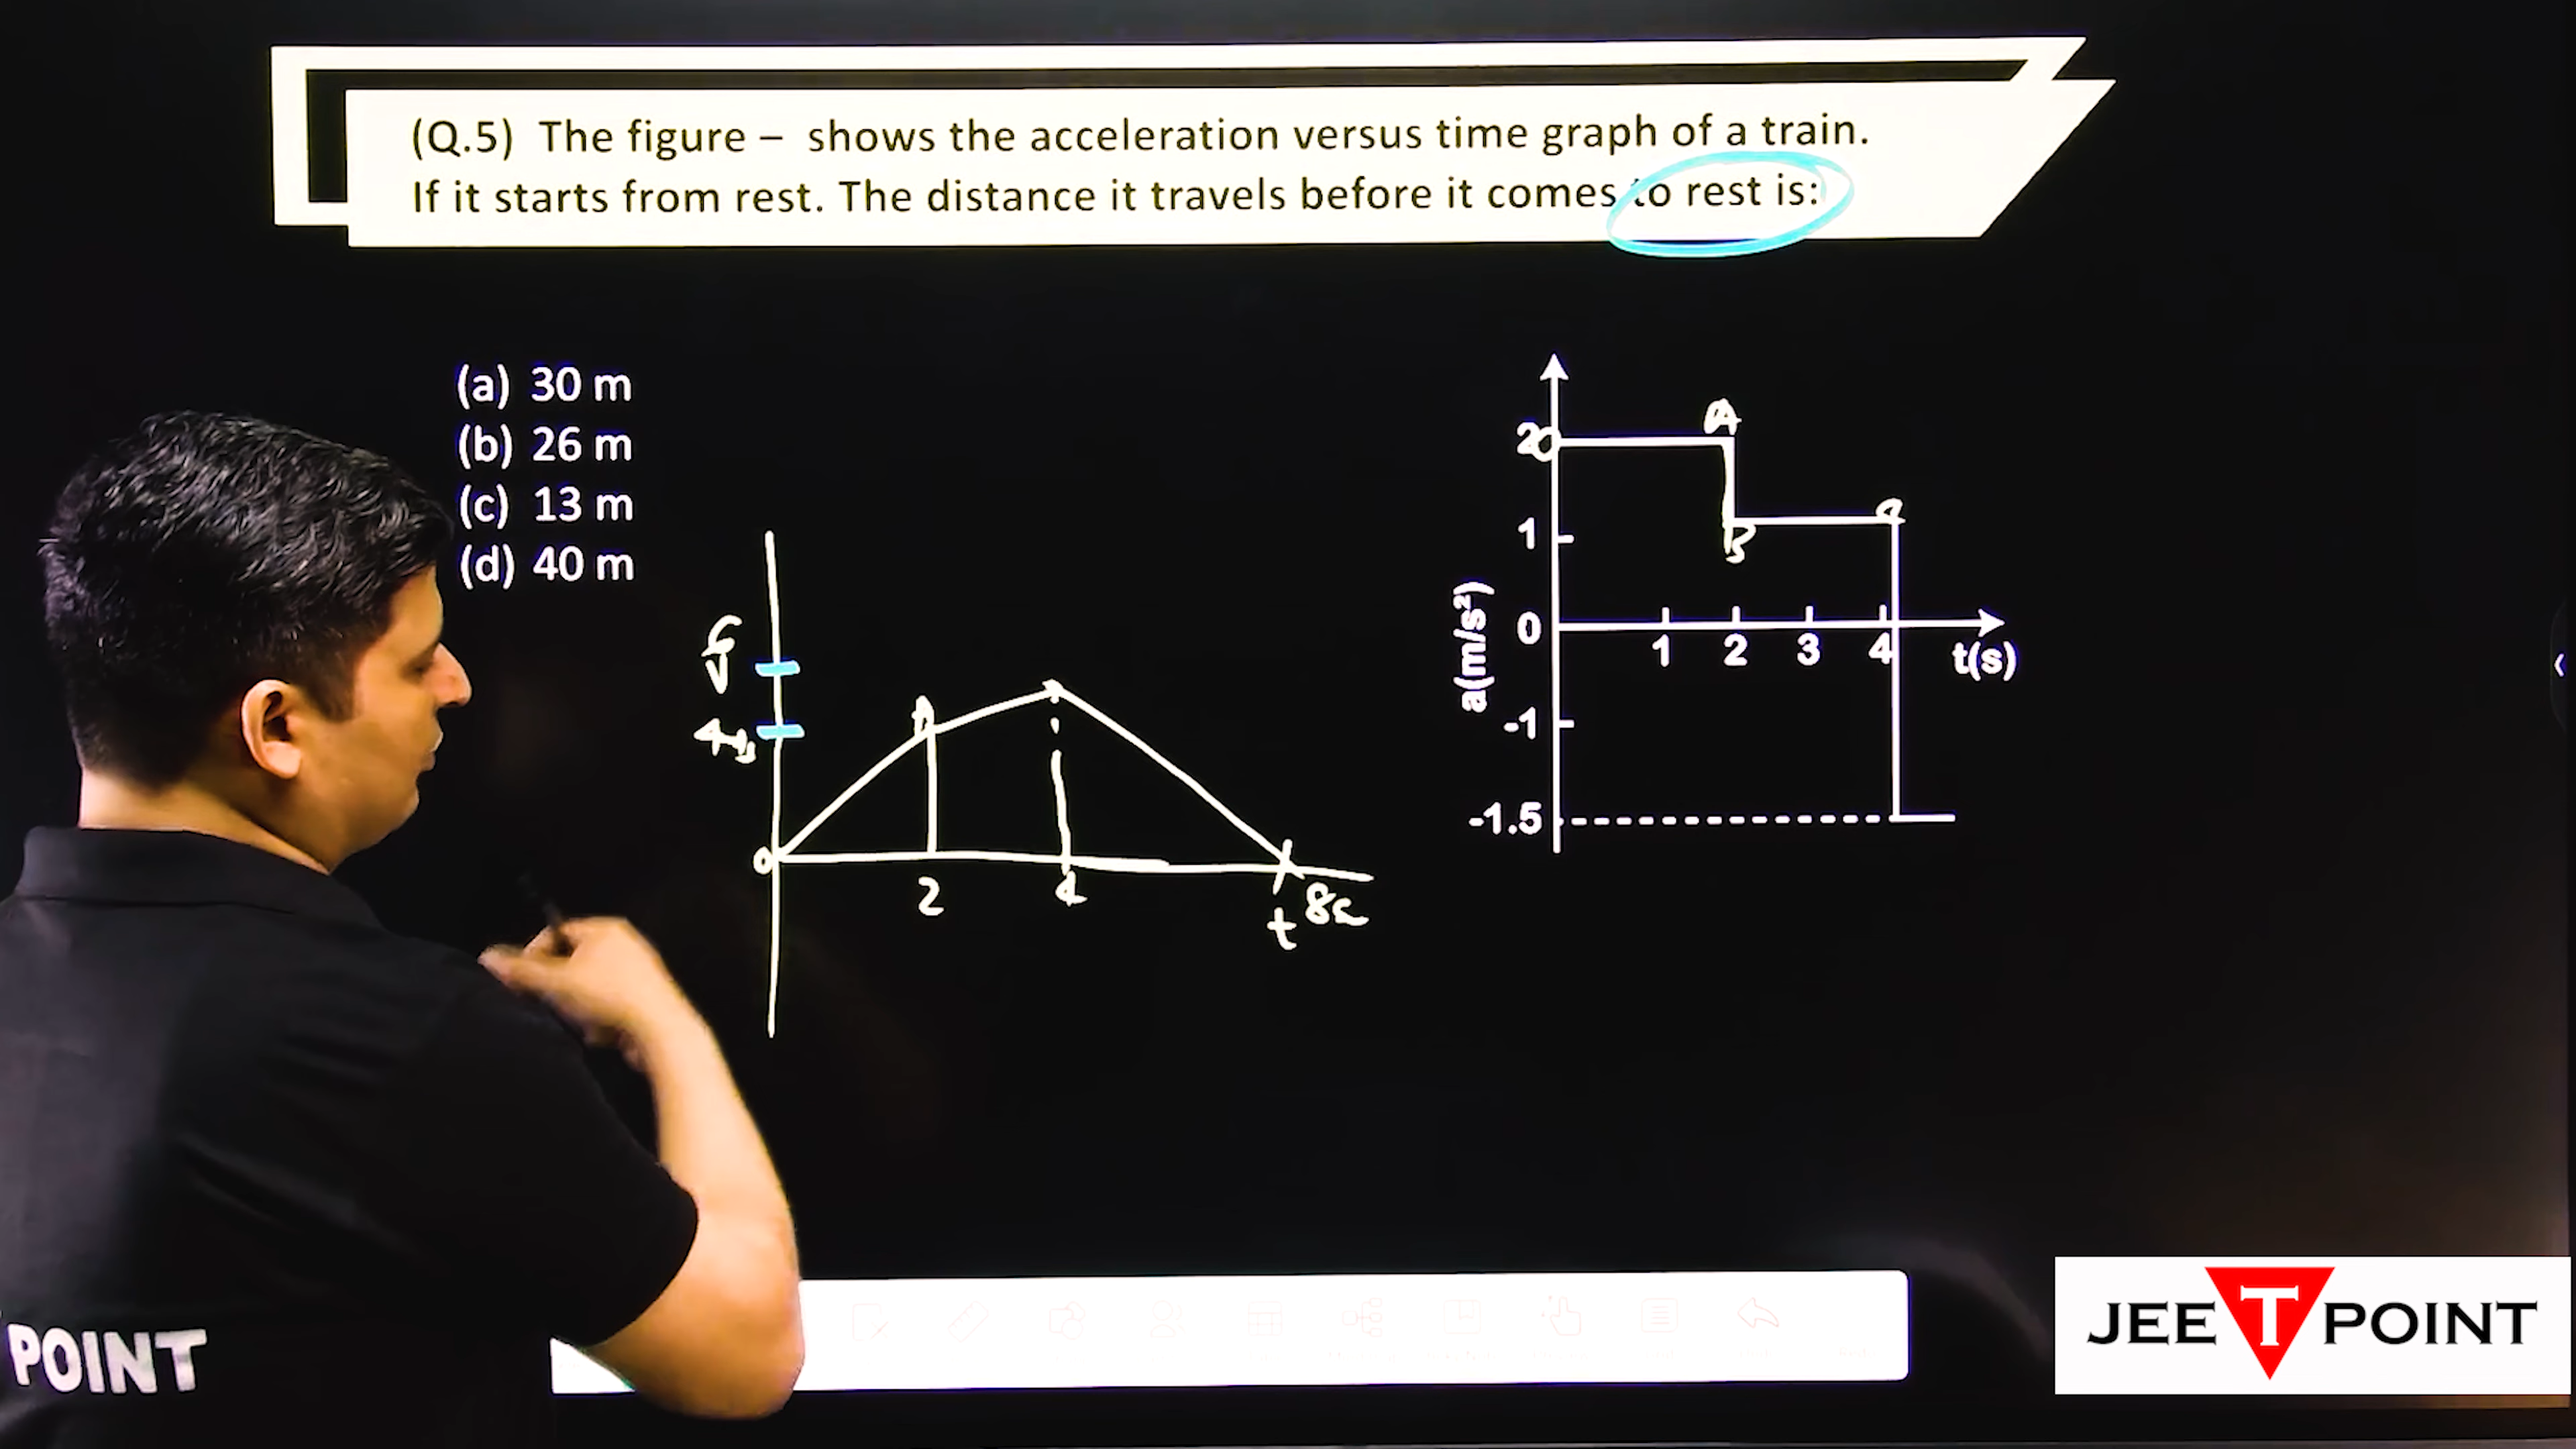 (Q.5) The figure – shows the acceleration versus time graph of a train.
If it starts from rest. The distance it travels before it comes to rest is:
(a) 30 m
(b) 26 m
(c) 13 m
(d) 40 m
A
2
B
1
0
1 2 3 4
t(s)
a(m/s²)
-1
-1.5
A
0
2
4
t
POINT
JEE T POINT